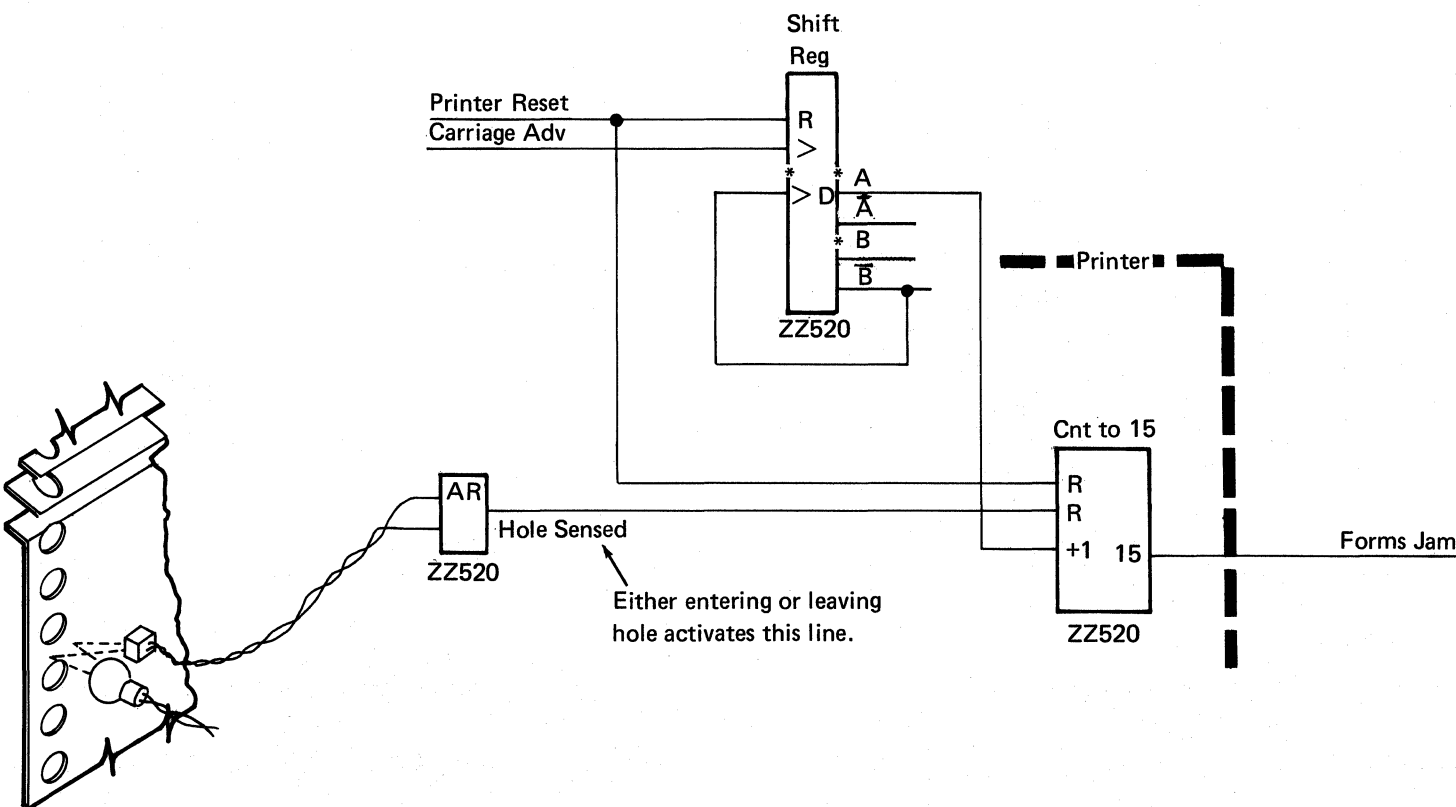 Shift
Reg
Printer Reset
Carriage Adv
R
>
*
*
> D
A
A̅
* B
B̅
ZZ520
Printer
Cnt to 15
R
R
+1 15
ZZ520
Forms Jam
AR
ZZ520
Hole Sensed
Either entering or leaving
hole activates this line.